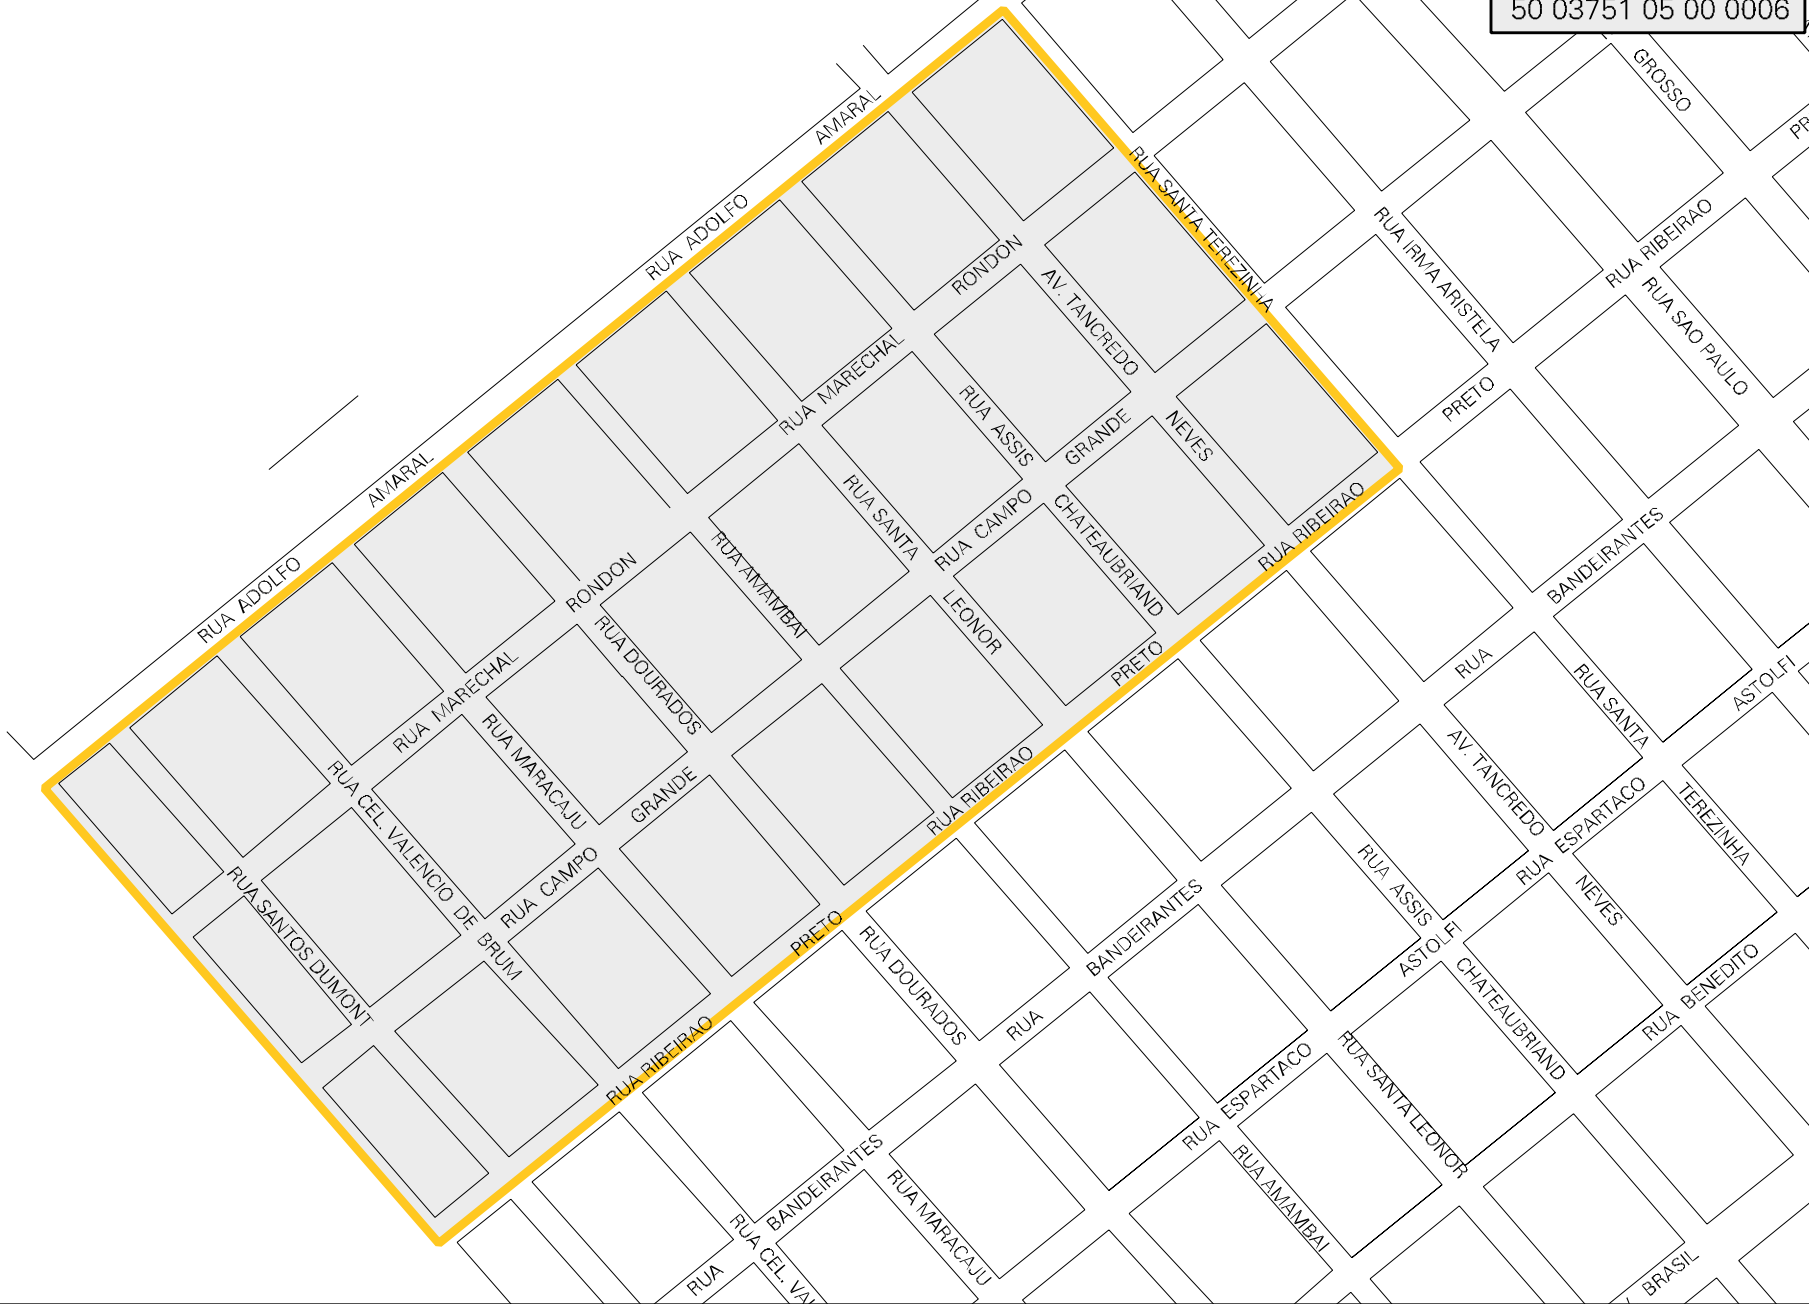 50 03751 05 00 0006
GROSSO
AMARAL
RUA SANTA TEREZINHA
RUA ADOLFO
RUA RIBEIRAO
RUA IRMA ARISTELA
RONDON
AV. TANCREDO
RUA SAO PAULO
RUA MARECHAL
PRETO
RUA ASSIS
GRANDE
NEVES
AMARAL
RUA SANTA
RUA CAMPO
CHATEAUBRIAND
RUA RIBEIRAO
BANDEIRANTES
RUA AMAMBAI
RONDON
RUA ADOLFO
LEONOR
RUA DOURADOS
PRETO
RUA
RUA SANTA
ASTOLFI
RUA MARECHAL
RUA MARACAJU
AV. TANCREDO
RUA CEL. VALENCIO DE BRUM
GRANDE
RUA RIBEIRAO
RUA ESPARTACO
TEREZINHA
RUA CAMPO
RUA ASSIS
NEVES
RUA SANTOS DUMONT
PRETO
RUA DOURADOS
BANDEIRANTES
ASTOLFI
CHATEAUBRIAND
RUA BENEDITO
RUA RIBEIRAO
RUA
RUA SANTA LEONOR
RUA ESPARTACO
BANDEIRANTES
RUA AMAMBAI
RUA MARACAJU
RUA CEL.
RUA
BRASIL